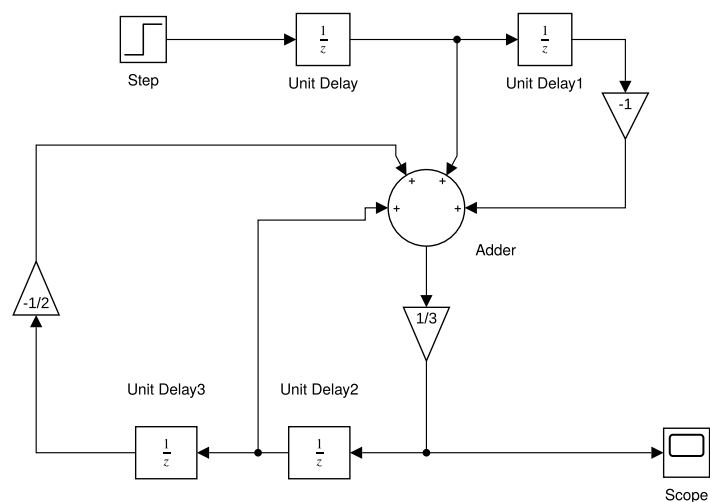 1
z
1
z
Step
Unit Delay
Unit Delay1
-1
+ +
+ +
Adder
-1/2
1/3
Unit Delay3
Unit Delay2
1
z
1
z
Scope